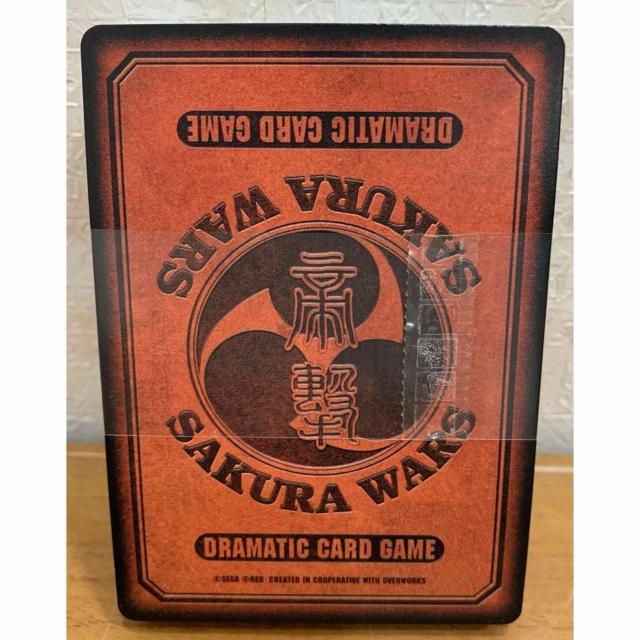 DRAMATIC CARD GAME
SAKURA WARS
帝
撃
SAKURA WARS
DRAMATIC CARD GAME
©SEGA ©RED CREATED IN COOPERATIVE WITH OVERWORKS